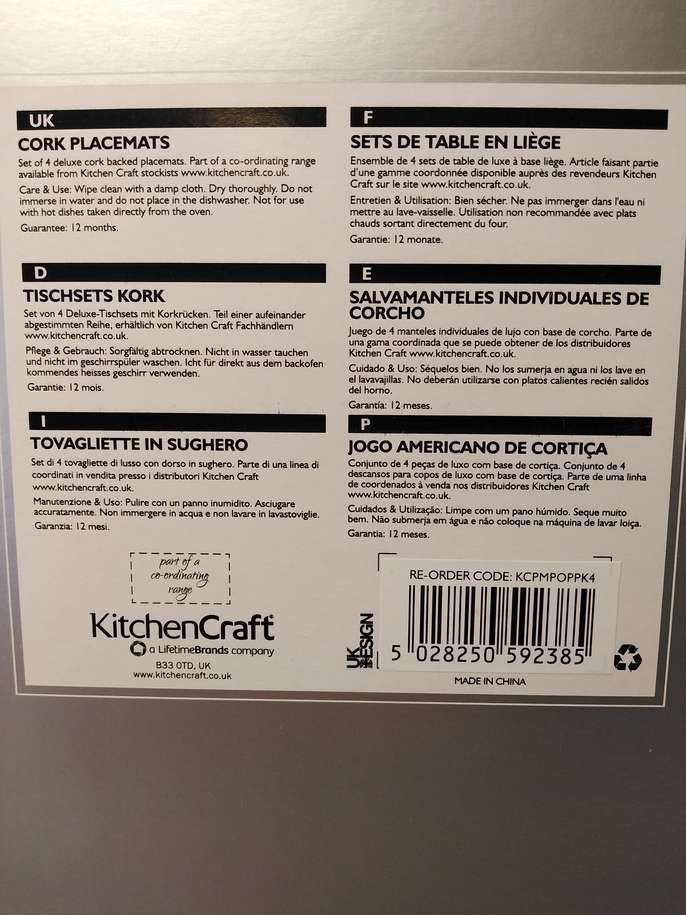 UK
CORK PLACEMATS
Set of 4 deluxe cork backed placemats. Part of a co-ordinating range
available from Kitchen Craft stockists www.kitchencraft.co.uk.
Care & Use: Wipe clean with a damp cloth. Dry thoroughly. Do not
immerse in water and do not place in the dishwasher. Not for use
with hot dishes taken directly from the oven.
Guarantee: 12 months.
F
SETS DE TABLE EN LIÈGE
Ensemble de 4 sets de table de luxe à base liège. Article faisant partie
d'une gamme coordonnée disponible auprès des revendeurs Kitchen
Craft sur le site www.kitchencraft.co.uk.
Entretien & Utilisation: Bien sécher. Ne pas immerger dans l'eau ni
mettre au lave-vaisselle. Utilisation non recommandée avec plats
chauds sortant directement du four.
Garantie: 12 monate.
D
TISCHSETS KORK
Set von 4 Deluxe-Tischsets mit Korkrücken. Teil einer aufeinander
abgestimmten Reihe, erhältlich von Kitchen Craft Fachhändlern
www.kitchencraft.co.uk.
Pflege & Gebrauch: Sorgfältig abtrocknen. Nicht in wasser tauchen
und nicht im geschirrspüler waschen. Icht für direkt aus dem backofen
kommendes heisses geschirr verwenden.
Garantie: 12 mois.
E
SALVAMANTELES INDIVIDUALES DE
CORCHO
Juego de 4 manteles individuales de lujo con base de corcho. Parte de
una gama coordinada que se puede obtener de los distribuidores
Kitchen Craft www.kitchencraft.co.uk.
Cuidado & Uso: Séquelos bien. No los sumerja en agua ni los lave en
el lavavajillas. No deberán utilizarse con platos calientes recién salidos
del horno.
Garantía: 12 meses.
I
TOVAGLIETTE IN SUGHERO
Set di 4 tovagliette di lusso con dorso in sughero. Parte di una linea di
coordinati in vendita presso i distributori Kitchen Craft
www.kitchencraft.co.uk.
Manutenzione & Uso: Pulire con un panno inumidito. Asciugare
accuratamente. Non immergere in acqua e non lavare in lavastoviglie.
Garanzia: 12 mesi.
P
JOGO AMERICANO DE CORTIÇA
Conjunto de 4 peças de luxo com base de cortiça. Conjunto de 4
descansos para copos de luxo com base de cortiça. Parte de uma linha
de coordenados à venda nos distribuidores Kitchen Craft
www.kitchencraft.co.uk.
Cuidados & Utilização: Limpe com um pano húmido. Seque muito
bem. Não submerja em água e não coloque na máquina de lavar loiça.
Garantia: 12 meses.
part of a
co-ordinating
range
KitchenCraft®
a LifetimeBrands company
B33 0TD, UK
www.kitchencraft.co.uk
UK
DESIGN
RE-ORDER CODE: KCPMPOPPK4
5 028250 592385
MADE IN CHINA